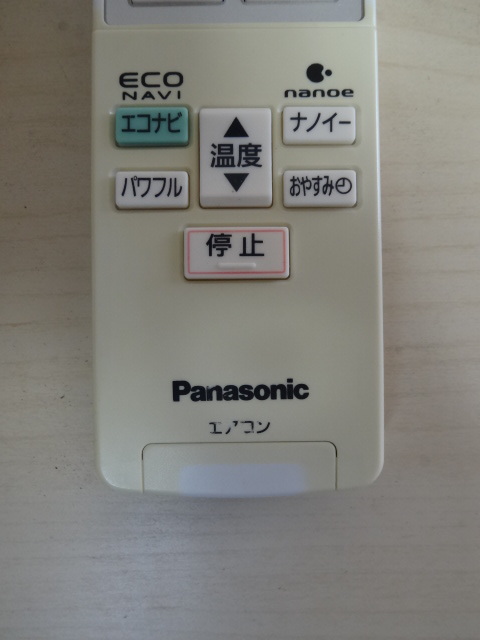 ECO
NAVI
nanoe
エコナビ
▲
温度
▼
ナノイー
パワフル
おやすみ
停止
Panasonic
エアコン